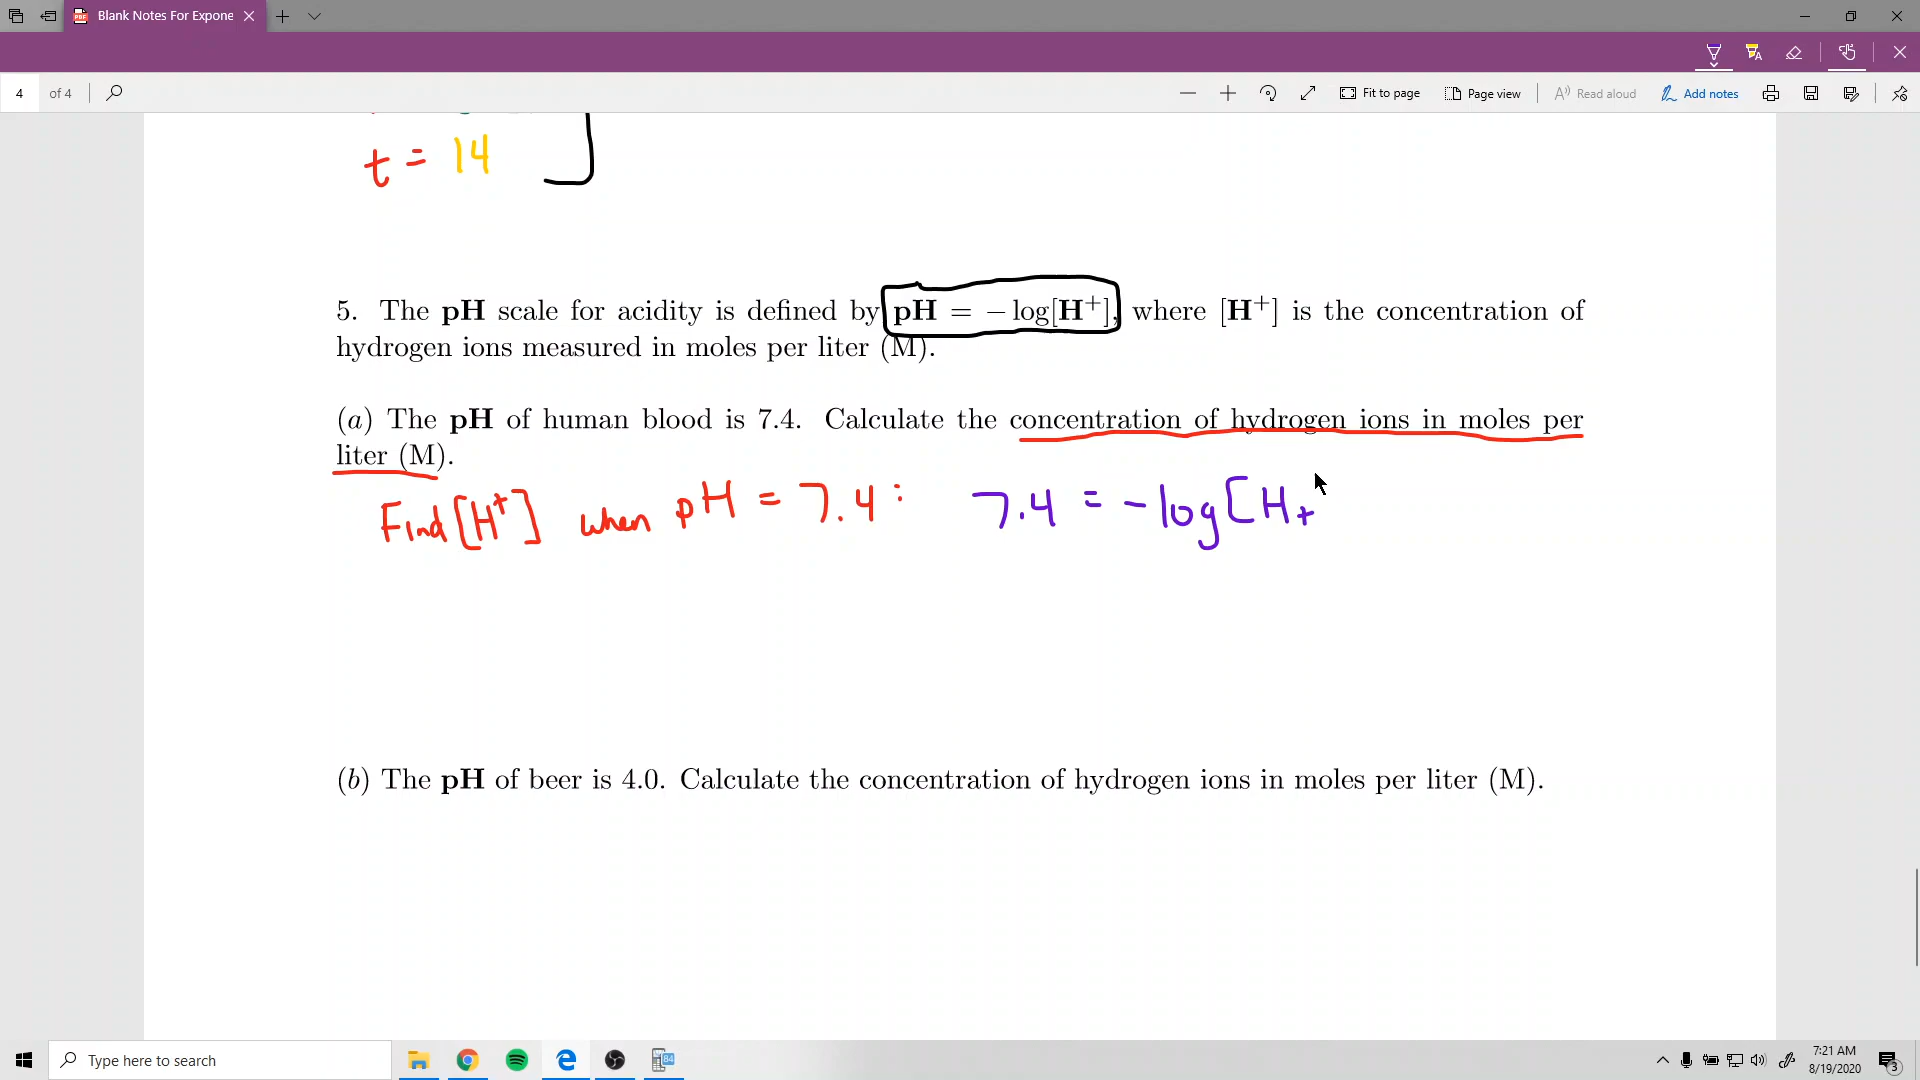 Blank Notes For Expone
4 of 4 Fit to page Page view Read aloud Add notes
t = 14
5. The pH scale for acidity is defined by pH = −log[H⁺], where [H⁺] is the concentration of
hydrogen ions measured in moles per liter (M).
(a) The pH of human blood is 7.4. Calculate the concentration of hydrogen ions in moles per
liter (M).
Find [H⁺] when pH = 7.4: 7.4 = -log[H+
(b) The pH of beer is 4.0. Calculate the concentration of hydrogen ions in moles per liter (M).
Type here to search 84 7:21 AM
8/19/2020 3